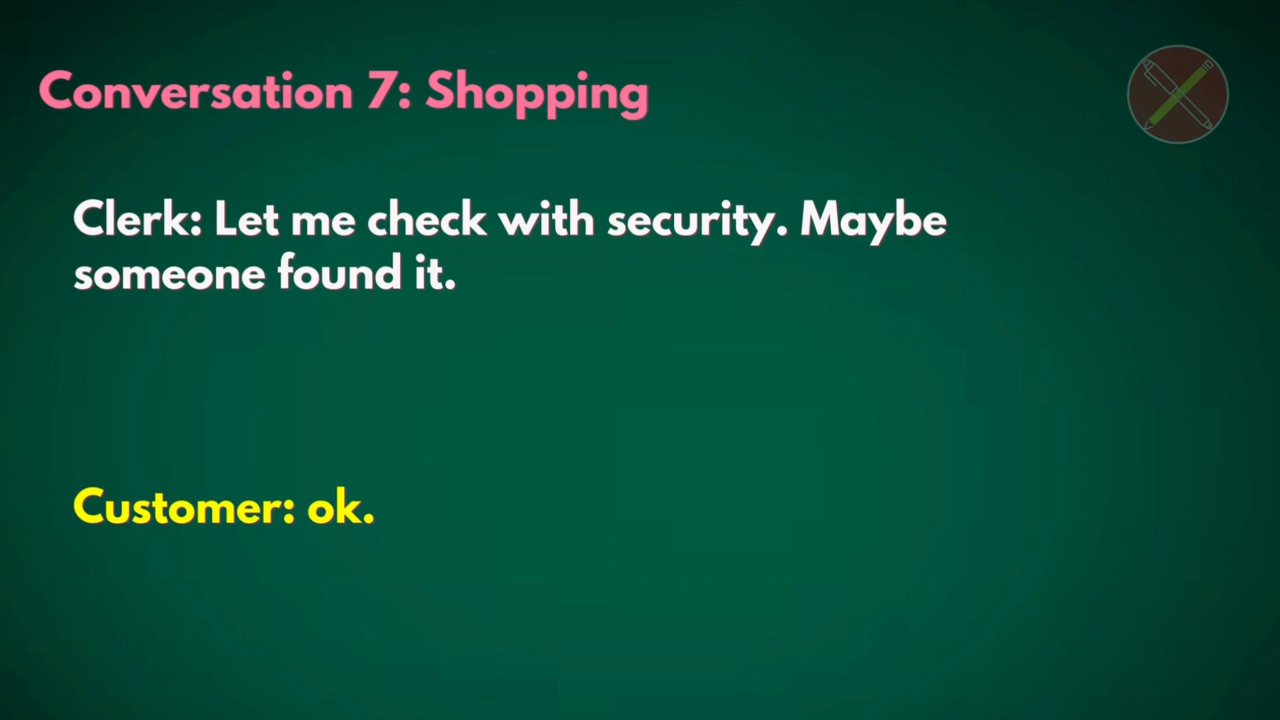 Conversation 7: Shopping
Clerk: Let me check with security. Maybe
someone found it.
Customer: ok.